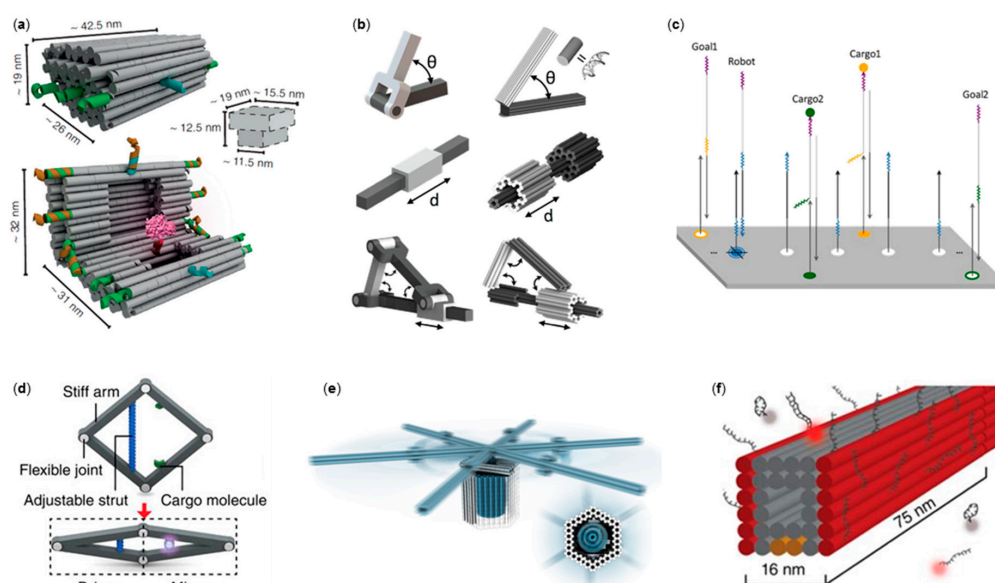 (a)
~ 42.5 nm
~ 19 nm
~ 26 nm
~ 19 nm
~ 15.5 nm
~ 12.5 nm
~ 11.5 nm
~ 32 nm
~ 31 nm
(b)
θ
θ
=
d
d
(c)
Goal1
Robot
Cargo1
Cargo2
Goal2
...
...
(d)
Stiff arm
Flexible joint
Adjustable strut
Cargo molecule
(e)
(f)
75 nm
16 nm